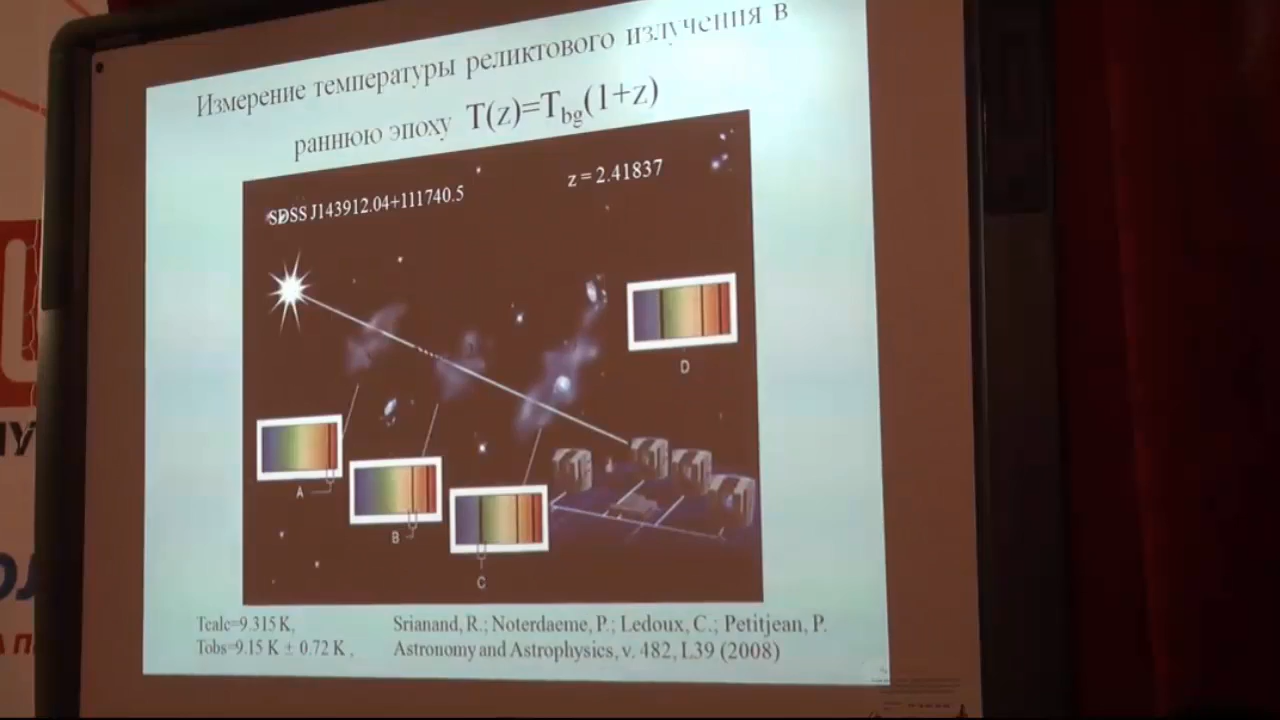 Измерение температуры реликтового излучения в
раннюю эпоху T(z)=Tbg(1+z)
SDSS J143912.04+111740.5
z = 2.41837
D
A
B
C
Tcalc=9.315 K,
Tobs=9.15 K ± 0.72 K ,
Srianand, R.; Noterdaeme, P.; Ledoux, C.; Petitjean, P.
Astronomy and Astrophysics, v. 482, L39 (2008)